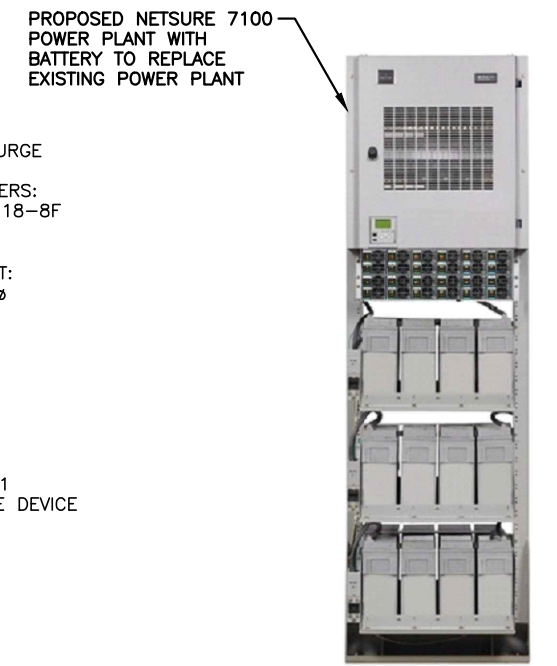 PROPOSED NETSURE 7100
POWER PLANT WITH
BATTERY TO REPLACE
EXISTING POWER PLANT
URGE
ERS:
18-8F
T:
Ø
1
E DEVICE